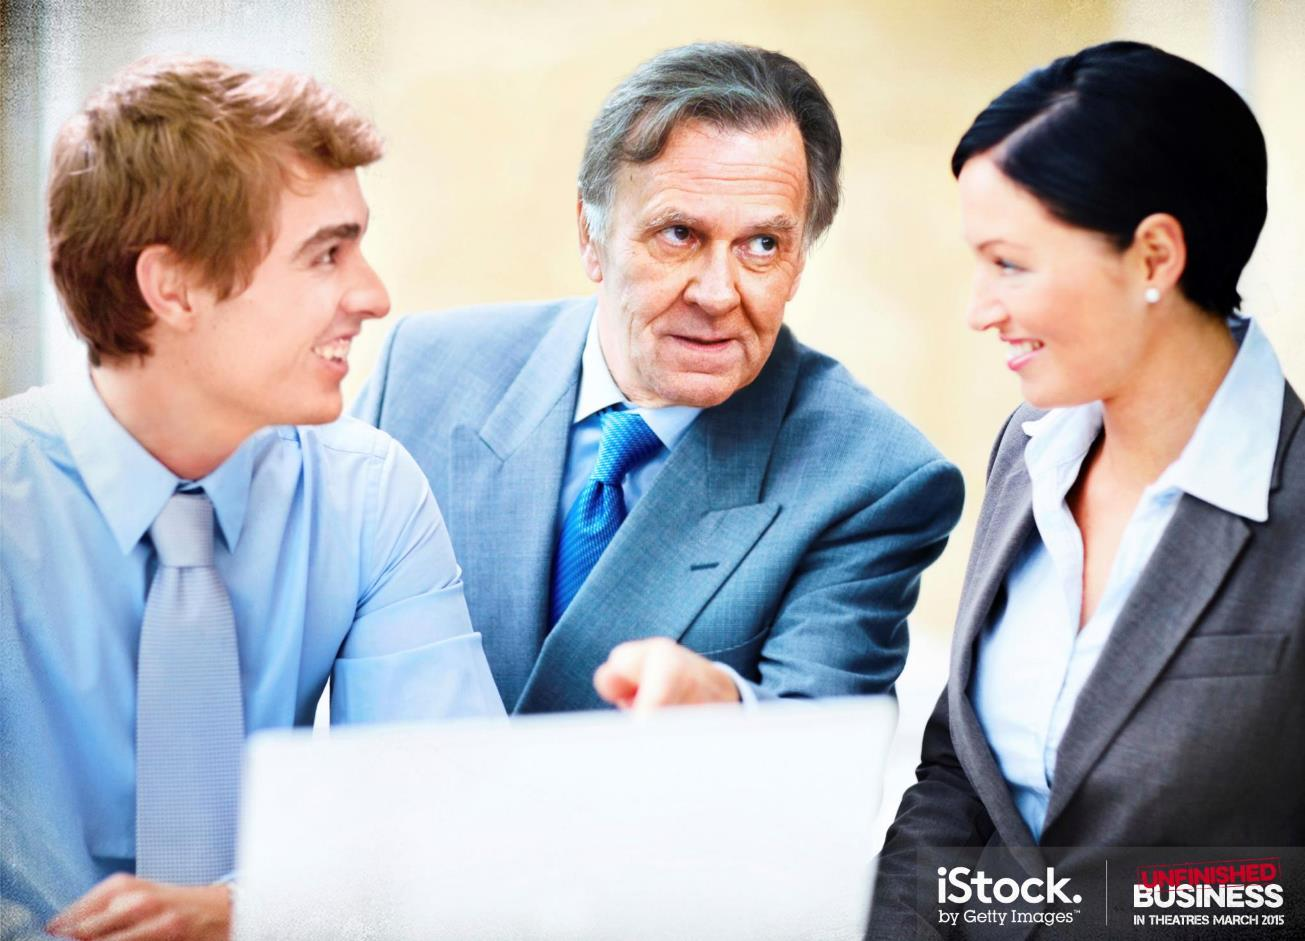 iStock.
by Getty Images™
UNFINISHED
BUSINESS
IN THEATRES MARCH 2015